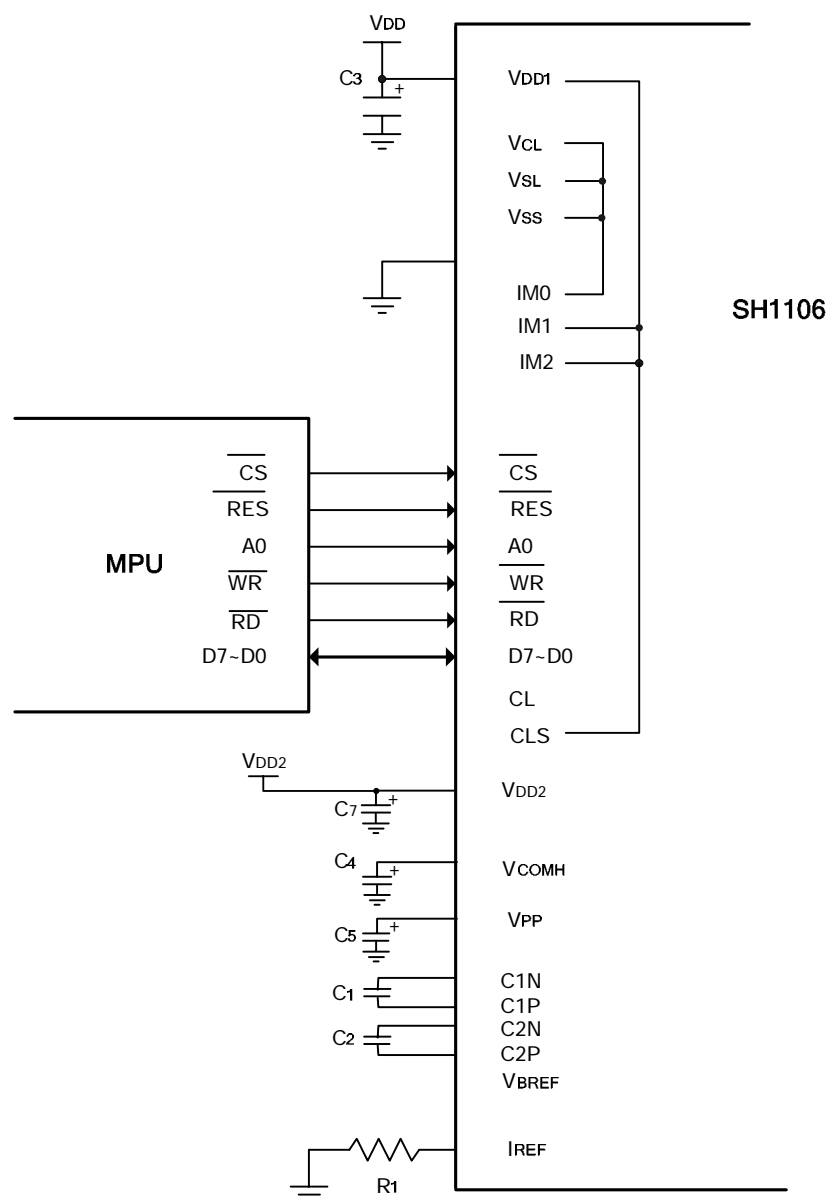 VDD
C3
+
VDD1
VCL
VSL
VSS
IM0
SH1106
IM1
IM2
CS CS
RES RES
MPU
A0 A0
WR WR
RD RD
D7~D0 D7~D0
CL
CLS
VDD2
VDD2
C7
+
C4
+
VCOMH
C5
+
VPP
C1N
C1
C1P
C2N
C2
C2P
VBREF
IREF
R1